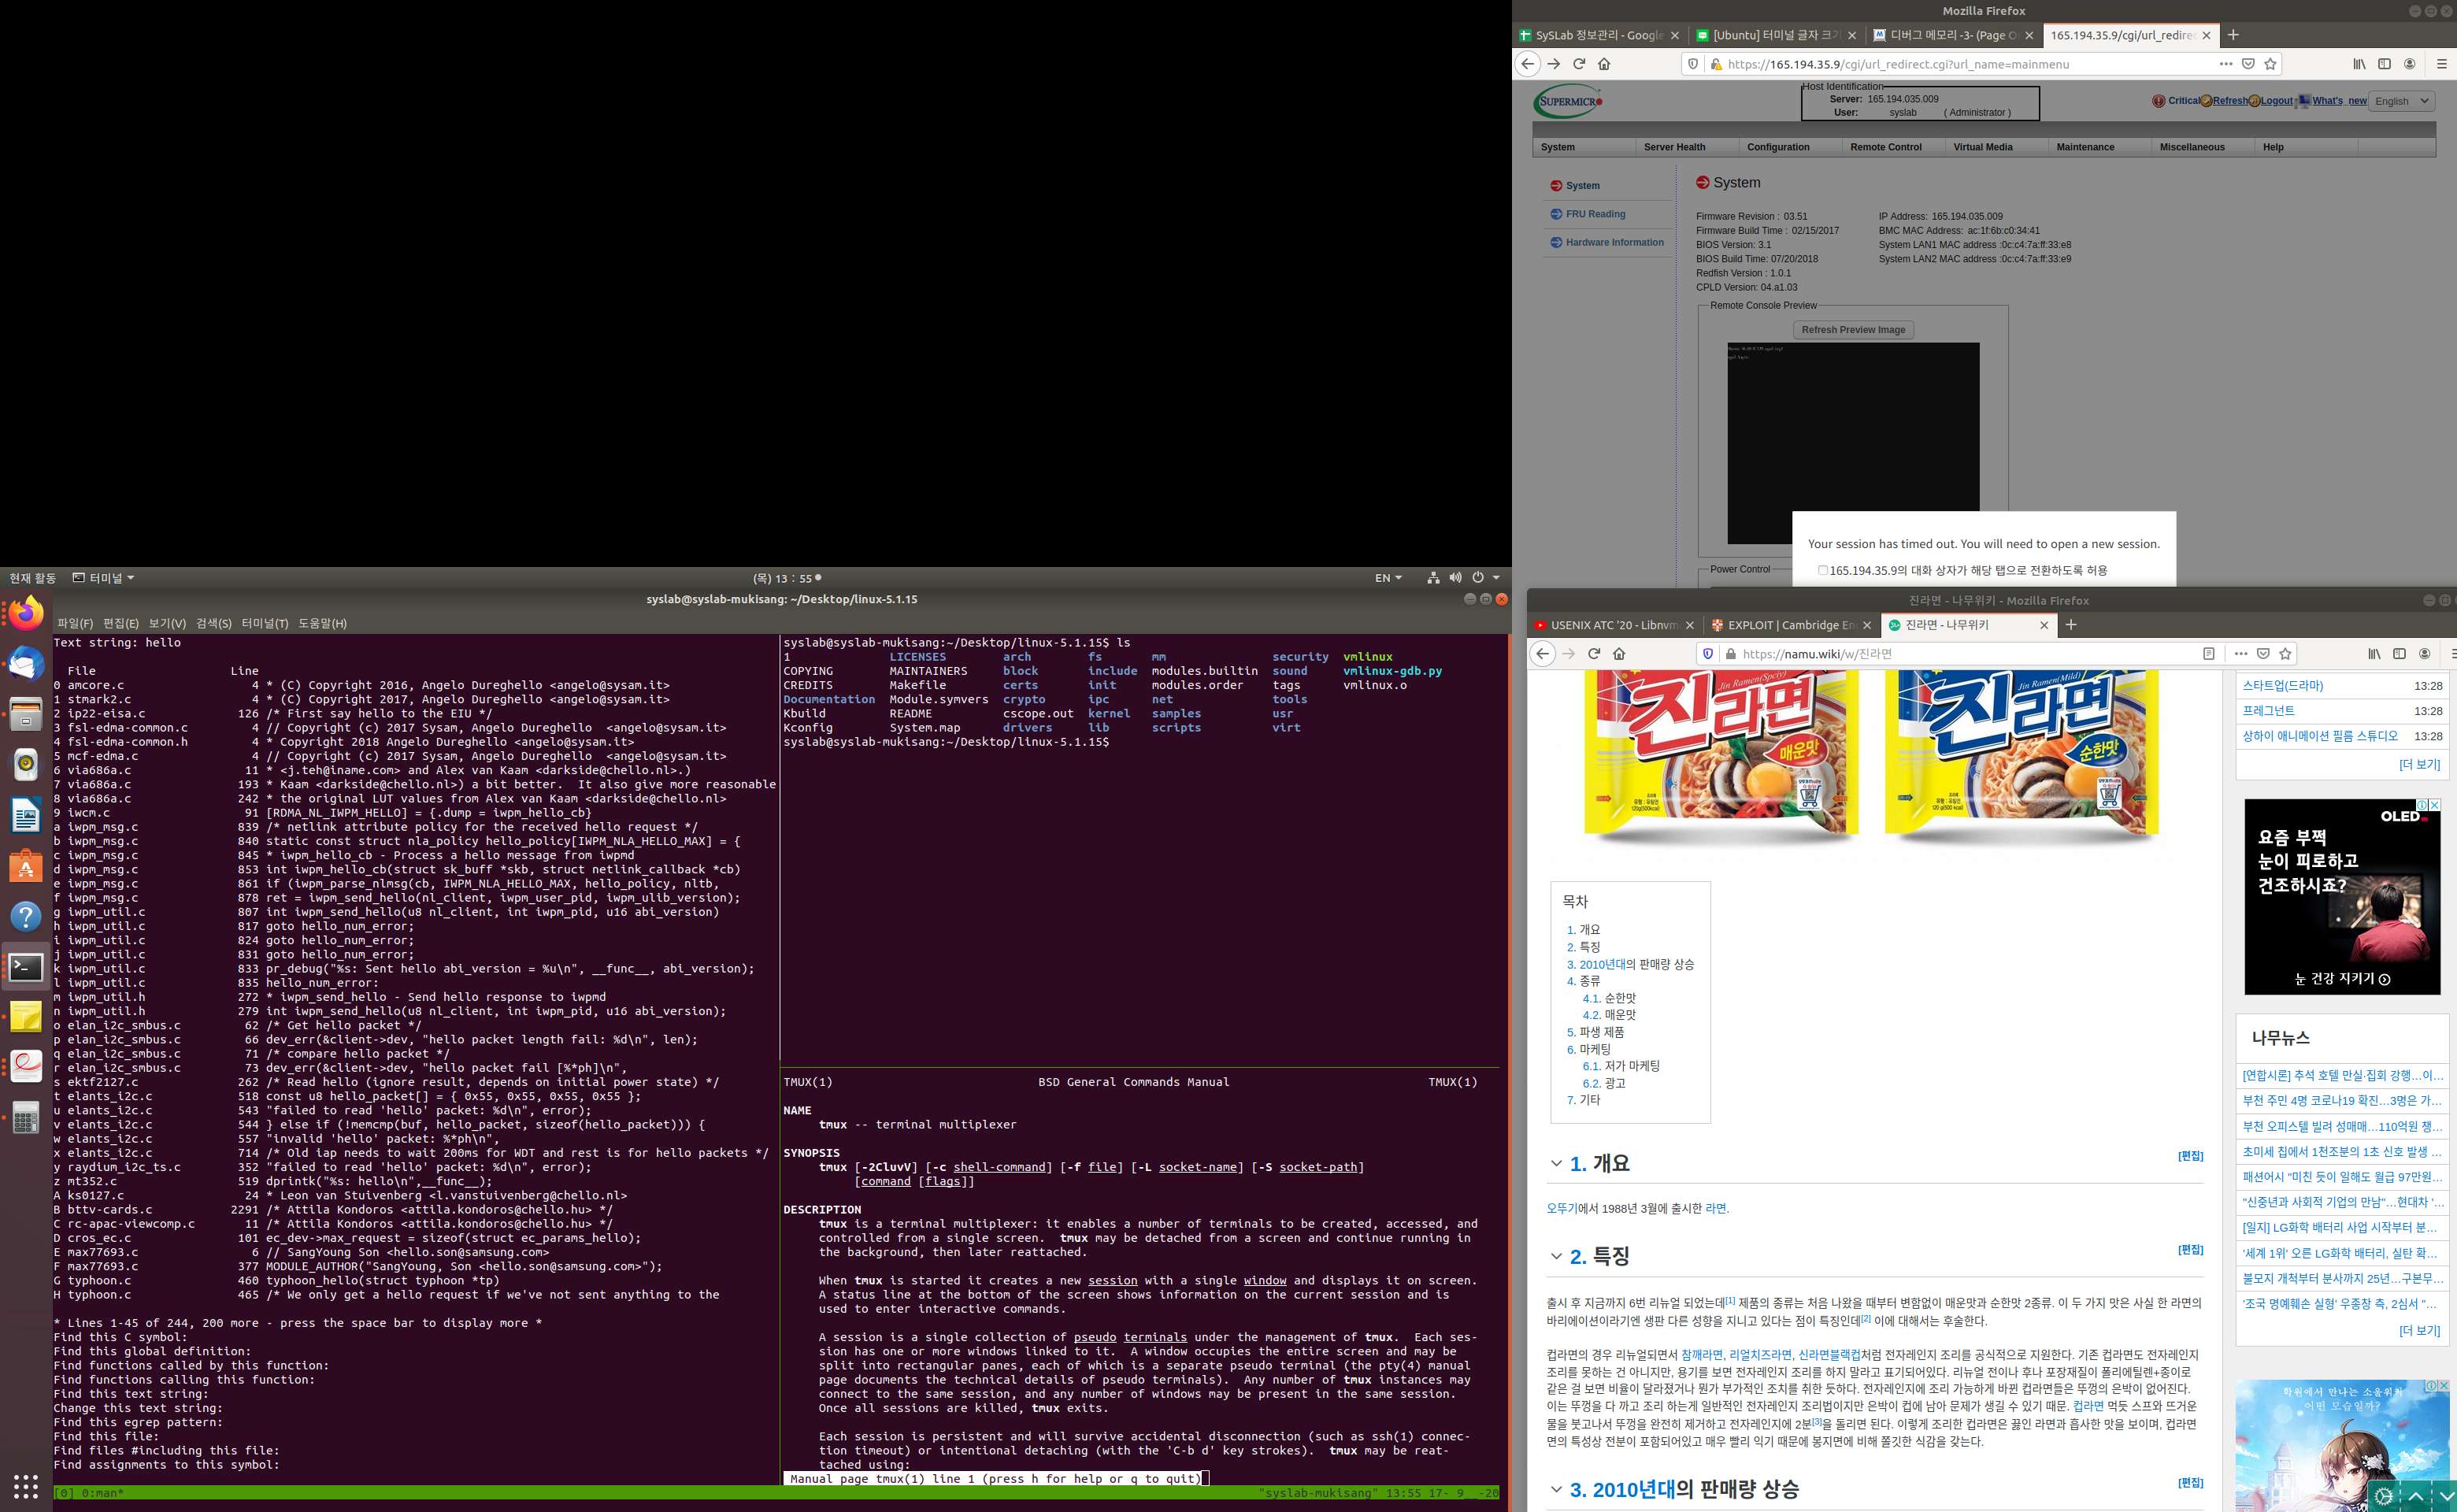 Mozilla Firefox
SySLab 정보관리 - Google
[Ubuntu] 터미널 글자 크기
디버그 메모리 -3- (Page O
165.194.35.9/cgi/url_redirec
https://165.194.35.9/cgi/url_redirect.cgi?url_name=mainmenu
SUPERMICRO
Host Identification
Server: 165.194.035.009
User: syslab ( Administrator )
Critical Refresh Logout What's new English
System Server Health Configuration Remote Control Virtual Media Maintenance Miscellaneous Help
System
FRU Reading
Hardware Information
System
Firmware Revision : 03.51
Firmware Build Time : 02/15/2017
BIOS Version: 3.1
BIOS Build Time: 07/20/2018
Redfish Version : 1.0.1
CPLD Version: 04.a1.03
IP Address: 165.194.035.009
BMC MAC Address: ac:1f:6b:c0:34:41
System LAN1 MAC address :0c:c4:7a:ff:33:e8
System LAN2 MAC address :0c:c4:7a:ff:33:e9
Remote Console Preview
Refresh Preview Image
Power Control
Your session has timed out. You will need to open a new session.
165.194.35.9의 대화 상자가 해당 탭으로 전환하도록 허용
현재 활동 터미널 (목) 13 : 55 EN
syslab@syslab-mukisang: ~/Desktop/linux-5.1.15
파일(F) 편집(E) 보기(V) 검색(S) 터미널(T) 도움말(H)
Text string: hello
File Line
0 amcore.c 4 * (C) Copyright 2016, Angelo Dureghello <angelo@sysam.it>
1 stmark2.c 4 * (C) Copyright 2017, Angelo Dureghello <angelo@sysam.it>
2 ip22-eisa.c 126 /* First say hello to the EIU */
3 fsl-edma-common.c 4 // Copyright (c) 2017 Sysam, Angelo Dureghello <angelo@sysam.it>
4 fsl-edma-common.h 4 * Copyright 2018 Angelo Dureghello <angelo@sysam.it>
5 mcf-edma.c 4 // Copyright (c) 2017 Sysam, Angelo Dureghello <angelo@sysam.it>
6 via686a.c 11 * <j.teh@iname.com> and Alex van Kaam <darkside@chello.nl>.)
7 via686a.c 193 * Kaam <darkside@chello.nl>) a bit better. It also give more reasonable
8 via686a.c 242 * the original LUT values from Alex van Kaam <darkside@chello.nl>
9 iwcm.c 91 [RDMA_NL_IWPM_HELLO] = {.dump = iwpm_hello_cb}
a iwpm_msg.c 839 /* netlink attribute policy for the received hello request */
b iwpm_msg.c 840 static const struct nla_policy hello_policy[IWPM_NLA_HELLO_MAX] = {
c iwpm_msg.c 845 * iwpm_hello_cb - Process a hello message from iwpmd
d iwpm_msg.c 853 int iwpm_hello_cb(struct sk_buff *skb, struct netlink_callback *cb)
e iwpm_msg.c 861 if (iwpm_parse_nlmsg(cb, IWPM_NLA_HELLO_MAX, hello_policy, nltb,
f iwpm_msg.c 878 ret = iwpm_send_hello(nl_client, iwpm_user_pid, iwpm_ulib_version);
g iwpm_util.c 807 int iwpm_send_hello(u8 nl_client, int iwpm_pid, u16 abi_version)
h iwpm_util.c 817 goto hello_num_error;
i iwpm_util.c 824 goto hello_num_error;
j iwpm_util.c 831 goto hello_num_error;
k iwpm_util.c 833 pr_debug("%s: Sent hello abi_version = %u\n", __func__, abi_version);
l iwpm_util.c 835 hello_num_error:
m iwpm_util.h 272 * iwpm_send_hello - Send hello response to iwpmd
n iwpm_util.h 279 int iwpm_send_hello(u8 nl_client, int iwpm_pid, u16 abi_version);
o elan_i2c_smbus.c 62 /* Get hello packet */
p elan_i2c_smbus.c 66 dev_err(&client->dev, "hello packet length fail: %d\n", len);
q elan_i2c_smbus.c 71 /* compare hello packet */
r elan_i2c_smbus.c 73 dev_err(&client->dev, "hello packet fail [%*ph]\n",
s ektf2127.c 262 /* Read hello (ignore result, depends on initial power state) */
t elants_i2c.c 518 const u8 hello_packet[] = { 0x55, 0x55, 0x55, 0x55 };
u elants_i2c.c 543 "failed to read 'hello' packet: %d\n", error);
v elants_i2c.c 544 } else if (!memcmp(buf, hello_packet, sizeof(hello_packet))) {
w elants_i2c.c 557 "invalid 'hello' packet: %*ph\n",
x elants_i2c.c 714 /* Old iap needs to wait 200ms for WDT and rest is for hello packets */
y raydium_i2c_ts.c 352 "failed to read 'hello' packet: %d\n", error);
z mt352.c 519 dprintk("%s: hello\n",__func__);
A ks0127.c 24 * Leon van Stuivenberg <l.vanstuivenberg@chello.nl>
B bttv-cards.c 2291 /* Attila Kondoros <attila.kondoros@chello.hu> */
C rc-apac-viewcomp.c 11 /* Attila Kondoros <attila.kondoros@chello.hu> */
D cros_ec.c 101 ec_dev->max_request = sizeof(struct ec_params_hello);
E max77693.c 6 // SangYoung Son <hello.son@samsung.com>
F max77693.c 377 MODULE_AUTHOR("SangYoung, Son <hello.son@samsung.com>");
G typhoon.c 460 typhoon_hello(struct typhoon *tp)
H typhoon.c 465 /* We only get a hello request if we've not sent anything to the
* Lines 1-45 of 244, 200 more - press the space bar to display more *
Find this C symbol:
Find this global definition:
Find functions called by this function:
Find functions calling this function:
Find this text string:
Change this text string:
Find this egrep pattern:
Find this file:
Find files #including this file:
Find assignments to this symbol:
syslab@syslab-mukisang:~/Desktop/linux-5.1.15$ ls
1 LICENSES arch fs mm security vmlinux
COPYING MAINTAINERS block include modules.builtin sound vmlinux-gdb.py
CREDITS Makefile certs init modules.order tags vmlinux.o
Documentation Module.symvers crypto ipc net tools
Kbuild README cscope.out kernel samples usr
Kconfig System.map drivers lib scripts virt
syslab@syslab-mukisang:~/Desktop/linux-5.1.15$
TMUX(1) BSD General Commands Manual TMUX(1)
NAME
tmux -- terminal multiplexer
SYNOPSIS
tmux [-2CluvV] [-c shell-command] [-f file] [-L socket-name] [-S socket-path]
[command [flags]]
DESCRIPTION
tmux is a terminal multiplexer: it enables a number of terminals to be created, accessed, and
controlled from a single screen. tmux may be detached from a screen and continue running in
the background, then later reattached.
When tmux is started it creates a new session with a single window and displays it on screen.
A status line at the bottom of the screen shows information on the current session and is
used to enter interactive commands.
A session is a single collection of pseudo terminals under the management of tmux. Each ses-
sion has one or more windows linked to it. A window occupies the entire screen and may be
split into rectangular panes, each of which is a separate pseudo terminal (the pty(4) manual
page documents the technical details of pseudo terminals). Any number of tmux instances may
connect to the same session, and any number of windows may be present in the same session.
Once all sessions are killed, tmux exits.
Each session is persistent and will survive accidental disconnection (such as ssh(1) connec-
tion timeout) or intentional detaching (with the 'C-b d' key strokes). tmux may be reat-
tached using:
Manual page tmux(1) line 1 (press h for help or q to quit)
[0] 0:man* "syslab-mukisang" 13:55 17- 9__-20
진라면 - 나무위키 - Mozilla Firefox
USENIX ATC '20 - Libnvm
EXPLOIT | Cambridge En
진라면 - 나무위키
https://namu.wiki/w/진라면
Jin Ramen(Spicy)
진라면
매운맛
Jin Ramen(Mild)
진라면
순한맛
목차
1. 개요
2. 특징
3. 2010년대의 판매량 상승
4. 종류
4.1. 순한맛
4.2. 매운맛
5. 파생 제품
6. 마케팅
6.1. 저가 마케팅
6.2. 광고
7. 기타
1. 개요 [편집]
오뚜기에서 1988년 3월에 출시한 라면.
2. 특징 [편집]
출시 후 지금까지 6번 리뉴얼 되었는데[1] 제품의 종류는 처음 나왔을 때부터 변함없이 매운맛과 순한맛 2종류. 이 두 가지 맛은 사실 한 라면의
바리에이션이라기엔 생판 다른 성향을 지니고 있다는 점이 특징인데[2] 이에 대해서는 후술한다.
컵라면의 경우 리뉴얼되면서 참깨라면, 리얼치즈라면, 신라면블랙컵처럼 전자레인지 조리를 공식적으로 지원한다. 기존 컵라면도 전자레인지
조리를 못하는 건 아니지만, 용기를 보면 전자레인지 조리를 하지 말라고 표기되어있다. 리뉴얼 전이나 후나 포장재질이 폴리에틸렌+종이로
같은 걸 보면 비율이 달라졌거나 뭔가 부가적인 조치를 취한 듯하다. 전자레인지에 조리 가능하게 바뀐 컵라면들은 뚜껑의 은박이 없어진다.
이는 뚜껑을 다 까고 조리 하는게 일반적인 전자레인지 조리법이지만 은박이 컵에 남아 문제가 생길 수 있기 때문. 컵라면 먹듯 스프와 뜨거운
물을 붓고나서 뚜껑을 완전히 제거하고 전자레인지에 2분[3]을 돌리면 된다. 이렇게 조리한 컵라면은 끓인 라면과 흡사한 맛을 보이며, 컵라면
면의 특성상 전분이 포함되어있고 매우 빨리 익기 때문에 봉지면에 비해 쫄깃한 식감을 갖는다.
3. 2010년대의 판매량 상승 [편집]
스타트업(드라마) 13:28
프레그넌트 13:28
상하이 애니메이션 필름 스튜디오 13:28
[더 보기]
OLED
요즘 부쩍
눈이 피로하고
건조하시죠?
눈 건강 지키기
나무뉴스
[연합시론] 추석 호텔 만실·집회 강행…이...
부천 주민 4명 코로나19 확진…3명은 가...
부천 오피스텔 빌려 성매매…110억원 챙...
초미세 칩에서 1천조분의 1초 신호 발생 ...
패션어시 "미친 듯이 일해도 월급 97만원...
"신중년과 사회적 기업의 만남"…현대차 '...
[일지] LG화학 배터리 사업 시작부터 분...
'세계 1위' 오른 LG화학 배터리, 실탄 확...
불모지 개척부터 분사까지 25년…구본무...
'조국 명예훼손 실형' 우종창 측, 2심서 "...
[더 보기]
학원에서 만나는 소울워커
어떤 모습일까?